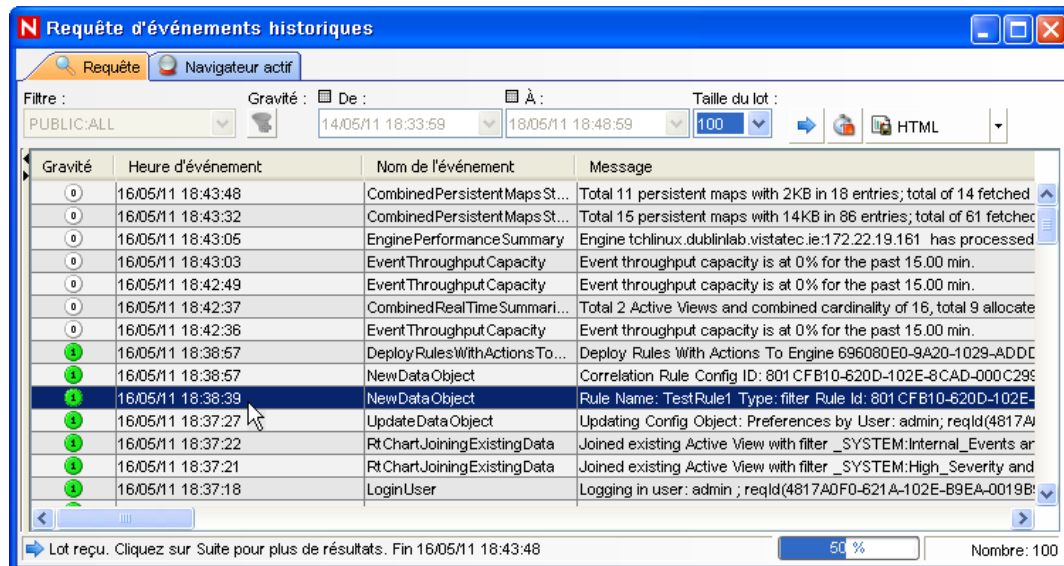 N Requête d'événements historiques
Requête Navigateur actif
Filtre : Gravité : De : À : Taille du lot :
PUBLIC:ALL 14/05/11 18:33:59 18/05/11 18:48:59 100 HTML
Gravité Heure d'événement Nom de l'événement Message
0 16/05/11 18:43:48 CombinedPersistentMapsSt... Total 11 persistent maps with 2KB in 18 entries; total of 14 fetched
0 16/05/11 18:43:32 CombinedPersistentMapsSt... Total 15 persistent maps with 14KB in 86 entries; total of 61 fetched
0 16/05/11 18:43:05 EnginePerformanceSummary Engine tchlinux.dublinlab.vistatec.ie:172.22.19.161 has processed
0 16/05/11 18:43:03 EventThroughputCapacity Event throughput capacity is at 0% for the past 15.00 min.
0 16/05/11 18:42:49 EventThroughputCapacity Event throughput capacity is at 0% for the past 15.00 min.
0 16/05/11 18:42:37 CombinedRealTimeSummari... Total 2 Active Views and combined cardinality of 16, total 9 allocate
0 16/05/11 18:42:36 EventThroughputCapacity Event throughput capacity is at 0% for the past 15.00 min.
1 16/05/11 18:38:57 DeployRulesWithActionsTo... Deploy Rules With Actions To Engine 696080E0-9A20-1029-ADDD
1 16/05/11 18:38:57 NewDataObject Correlation Rule Config ID: 801CFB10-620D-102E-8CAD-000C299
1 16/05/11 18:38:39 NewDataObject Rule Name: TestRule1 Type: filter Rule Id: 801CFB10-620D-102E-
1 16/05/11 18:37:27 UpdateDataObject Updating Config Object: Preferences by User: admin; reqId(4817A
1 16/05/11 18:37:22 RtChartJoiningExistingData Joined existing Active View with filter _SYSTEM:Internal_Events an
1 16/05/11 18:37:21 RtChartJoiningExistingData Joined existing Active View with filter _SYSTEM:High_Severity and
1 16/05/11 18:37:18 LoginUser Logging in user: admin ; reqId(4817A0F0-621A-102E-B9EA-0019B
Lot reçu. Cliquez sur Suite pour plus de résultats. Fin 16/05/11 18:43:48 50 % Nombre: 100